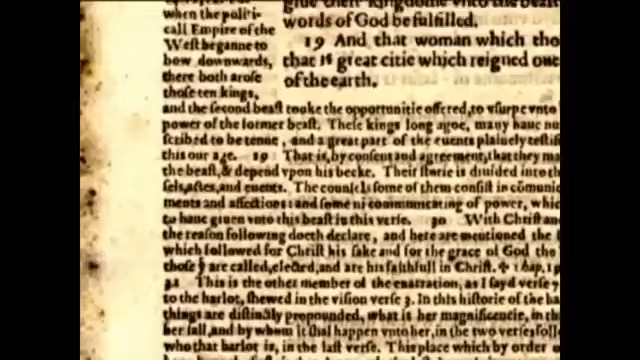 when the politi-
call Empire of the
West beganne to
bow downwards,
there both arose
those ten kings,
giue their kingdome vnto the beast
words of God be fulfilled.
19 And that woman which tho
that is great citie which reigned oue
of the earth.
and the second beast tooke the opportunitie offered, to vsurpe vnto
power of the former beast. These kings long agoe, many haue nu
scribed to be tenne, and a great part of the euents plainely testifi
this our age. 19 That is, by consent and agreement, that they ma
the beast, & depend vpon his becke. Their storie is diuided into th
sels, actes, and euents. The counsels some of them consist in cōmunic
ments and affections: and some in communicating of power, whic
to haue giuen vnto this beast in this verse. 30 With Christ and
the reason following doeth declare, and here are mentioned the f
which followed for Christ his sake and for the grace of God the
those ẙ are called, elected, and are his faithfull in Christ. ✢ Chap. 19
32 This is the other member of the enarration, as I sayd verse 7
to the harlot, shewed in the vision verse 3. In this historie of the ha
things are distinctly propounded, what is her magnificencie, in th
her fall, and by whom it shal happen vnto her, in the two verses foll
who that harlot is, in the last verse. This place which by order o